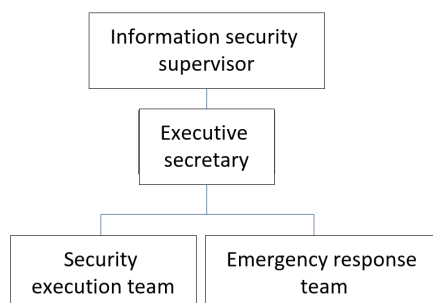 Information security
supervisor
Executive
secretary
Security
execution team
Emergency response
team